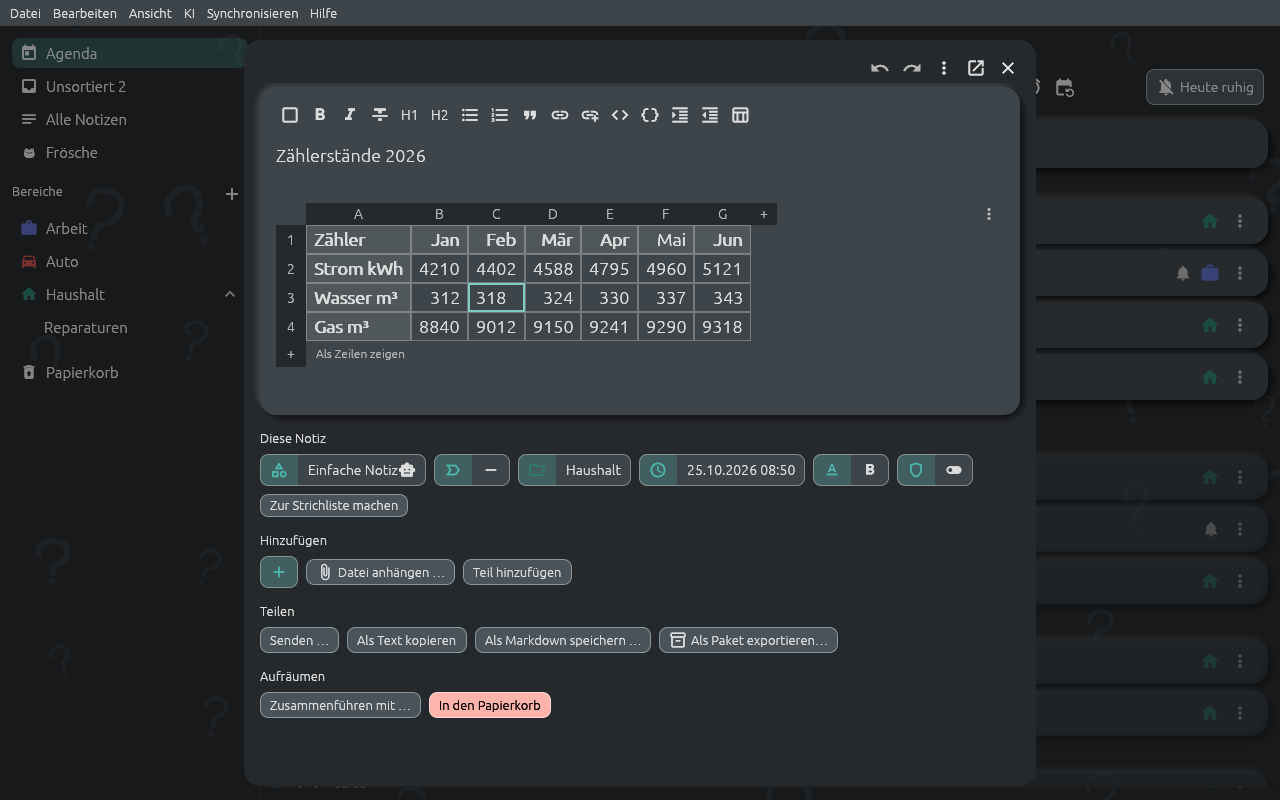 Datei Bearbeiten Ansicht KI Synchronisieren Hilfe
Agenda
Unsortiert 2
Alle Notizen
Frösche
Bereiche
Arbeit
Auto
Haushalt
Reparaturen
Papierkorb
Heute ruhig
B I S H1 H2
Zählerstände 2026
A B C D E F G +
1 Zähler Jan Feb Mär Apr Mai Jun
2 Strom kWh 4210 4402 4588 4795 4960 5121
3 Wasser m³ 312 318 324 330 337 343
4 Gas m³ 8840 9012 9150 9241 9290 9318
+ Als Zeilen zeigen
Diese Notiz
Einfache Notiz — Haushalt 25.10.2026 08:50 A B
Zur Strichliste machen
Hinzufügen
+ Datei anhängen … Teil hinzufügen
Teilen
Senden … Als Text kopieren Als Markdown speichern … Als Paket exportieren…
Aufräumen
Zusammenführen mit … In den Papierkorb